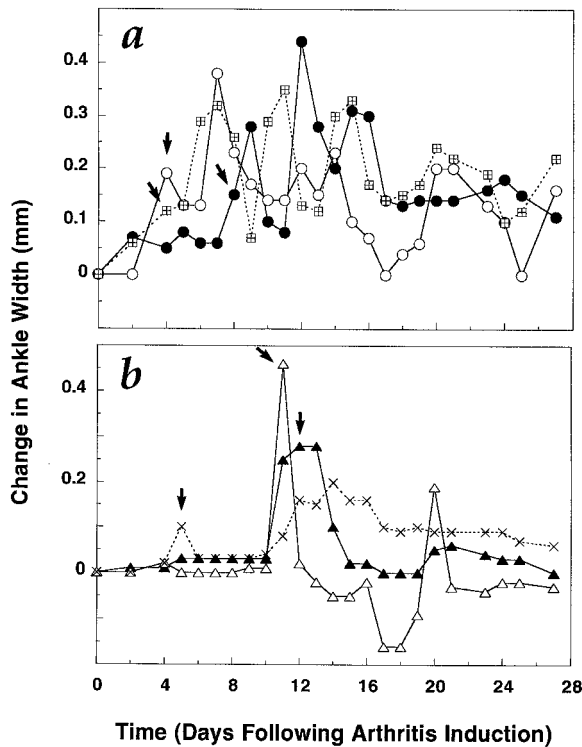 a
0.4
0.3
0.2
0.1
0
Change in Ankle Width (mm)
b
0.4
0.2
0
0 4 8 12 16 20 24 28
Time (Days Following Arthritis Induction)